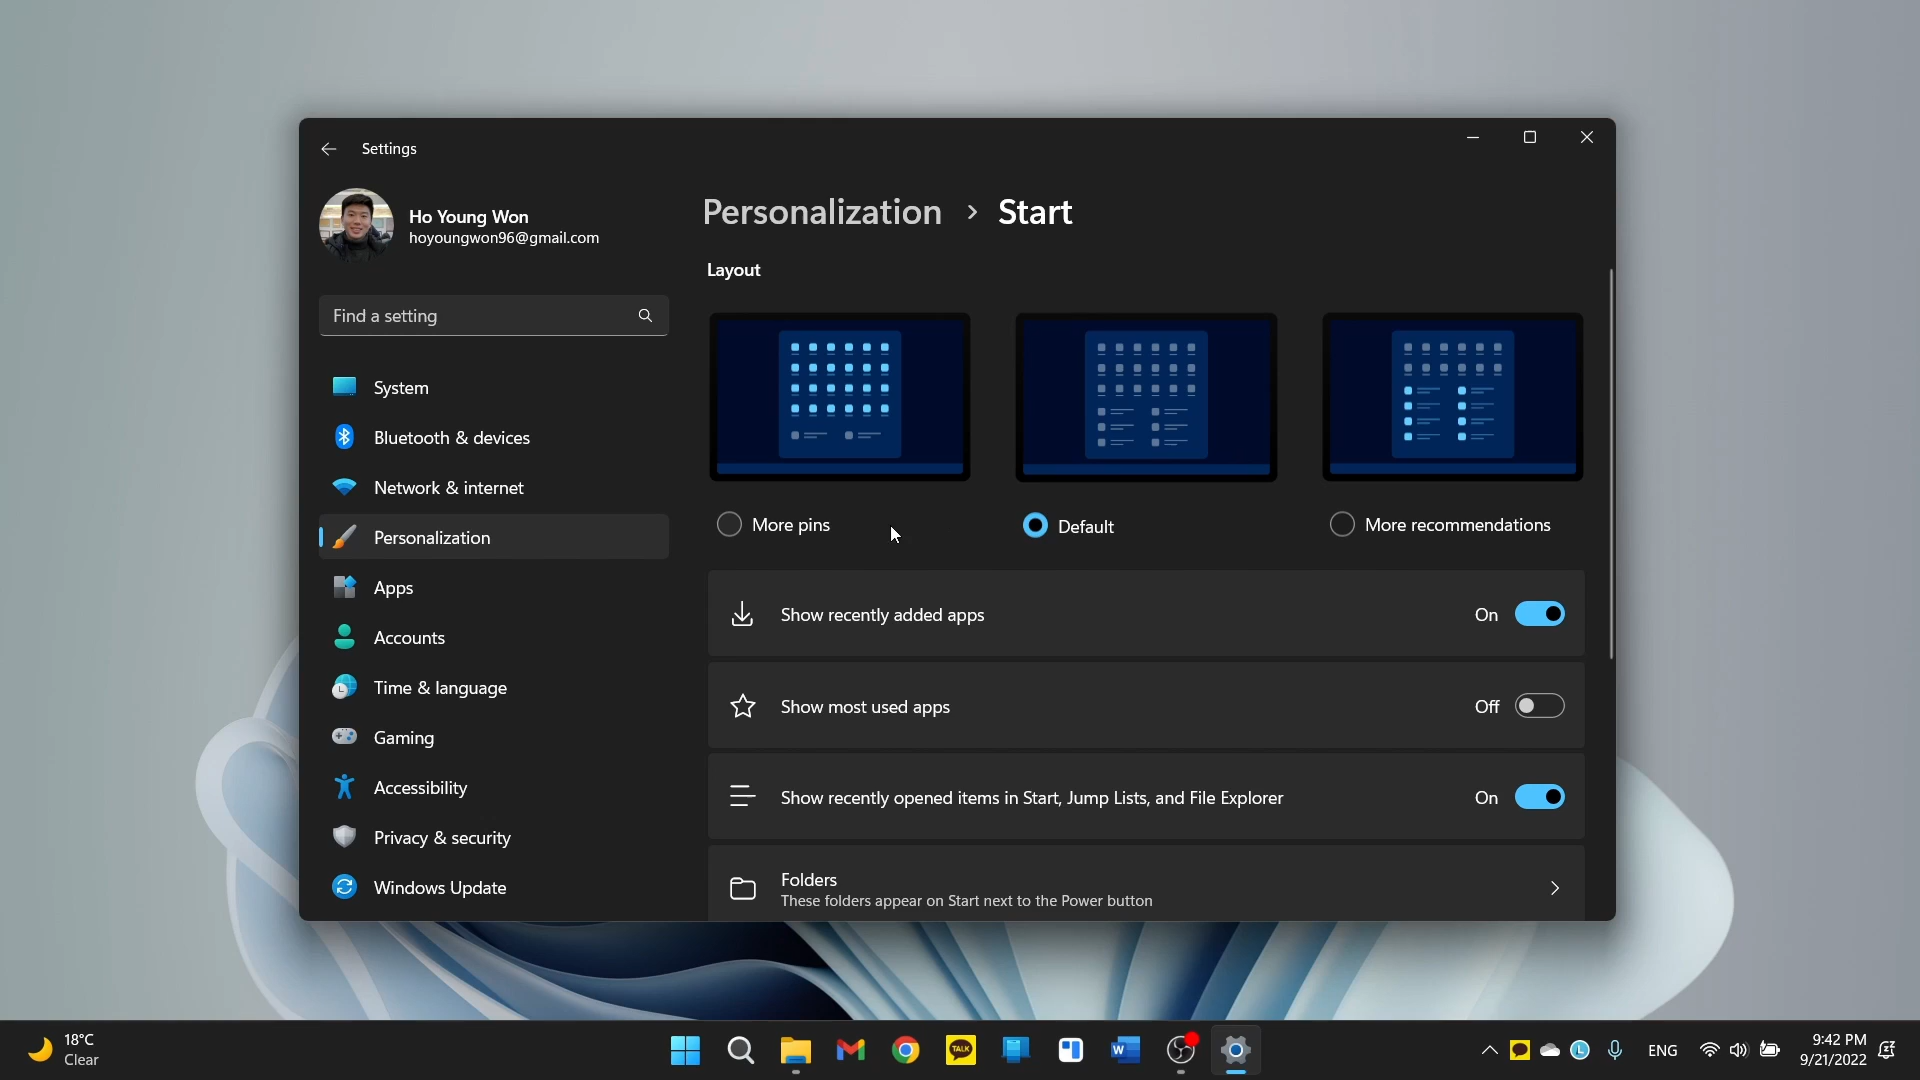 Settings
Ho Young Won
hoyoungwon96@gmail.com
Find a setting
System
Bluetooth & devices
Network & internet
Personalization
Apps
Accounts
Time & language
Gaming
Accessibility
Privacy & security
Windows Update
Personalization > Start
Layout
More pins
Default
More recommendations
Show recently added apps
On
Show most used apps
Off
Show recently opened items in Start, Jump Lists, and File Explorer
On
Folders
These folders appear on Start next to the Power button
18°C
Clear
TALK
W
ENG
9:42 PM
9/21/2022